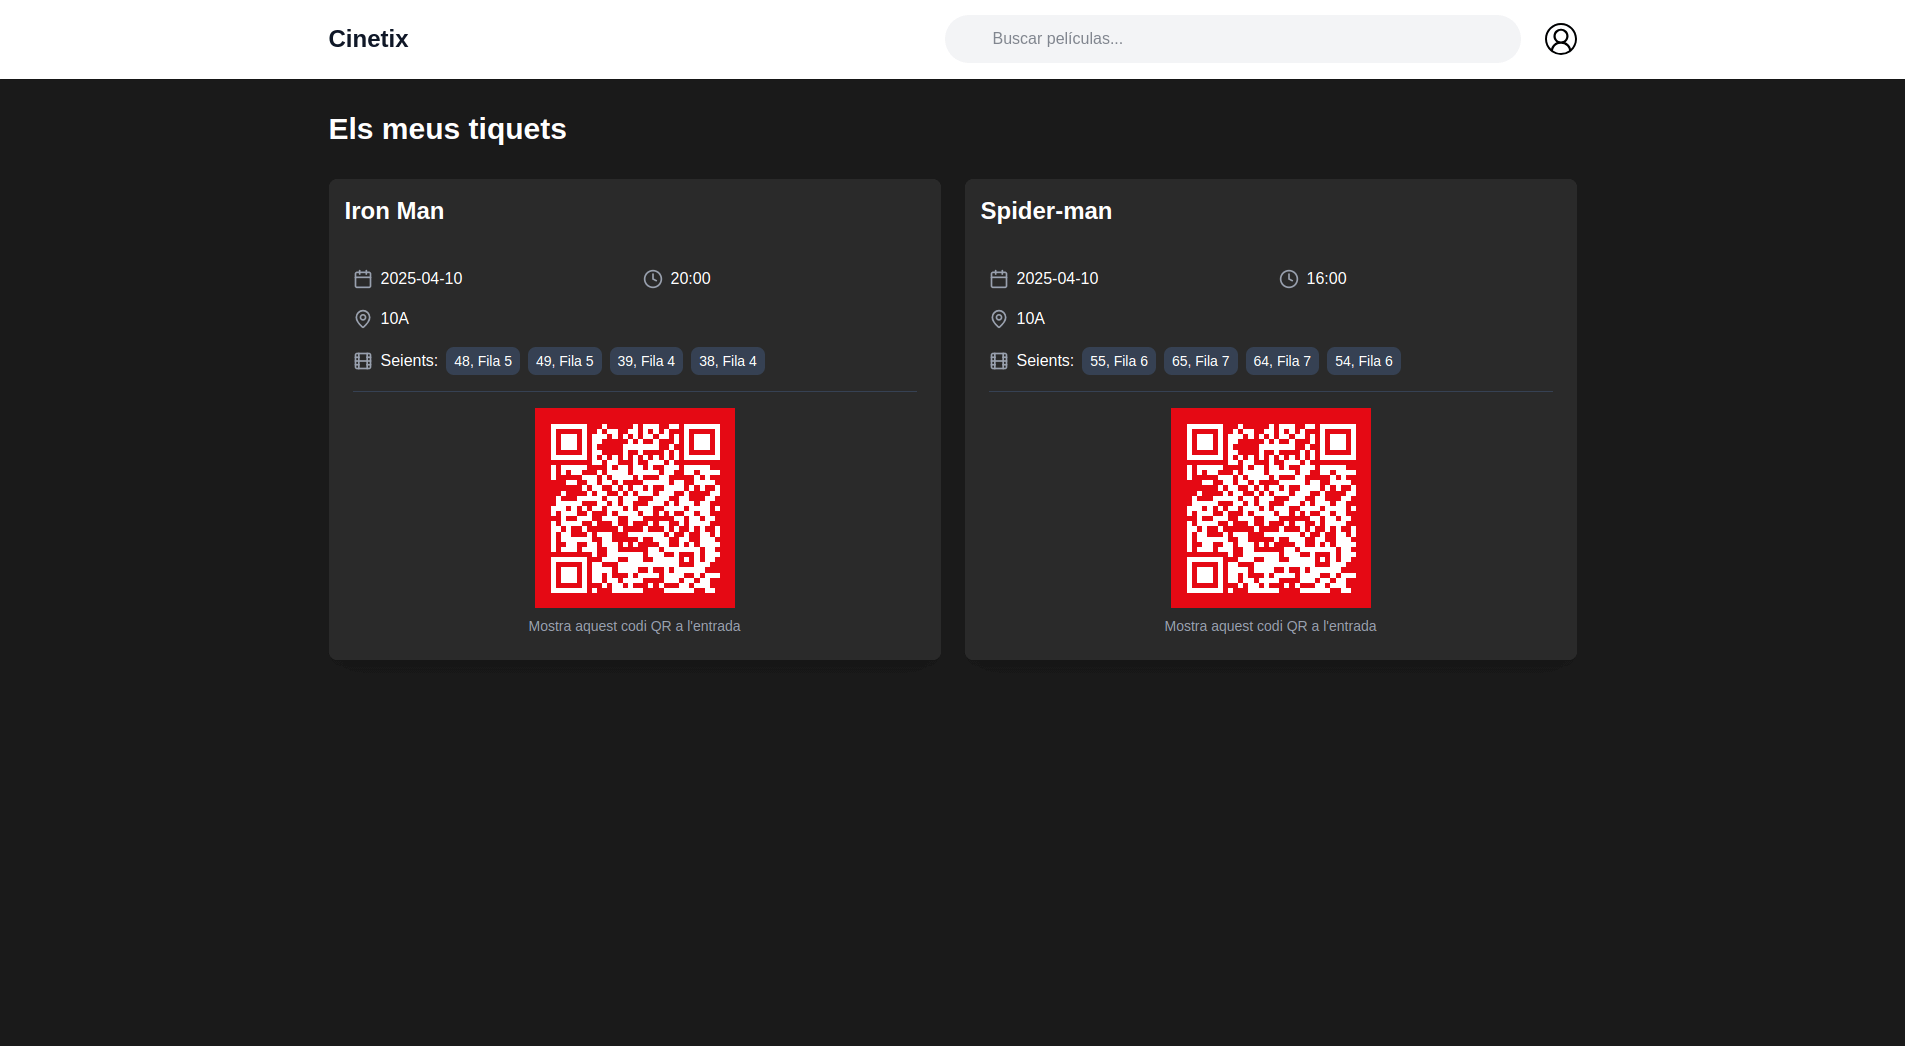 Cinetix
Buscar películas...
Els meus tiquets
Iron Man
2025-04-10
20:00
10A
Seients: 48, Fila 5 49, Fila 5 39, Fila 4 38, Fila 4
Mostra aquest codi QR a l'entrada
Spider-man
2025-04-10
16:00
10A
Seients: 55, Fila 6 65, Fila 7 64, Fila 7 54, Fila 6
Mostra aquest codi QR a l'entrada